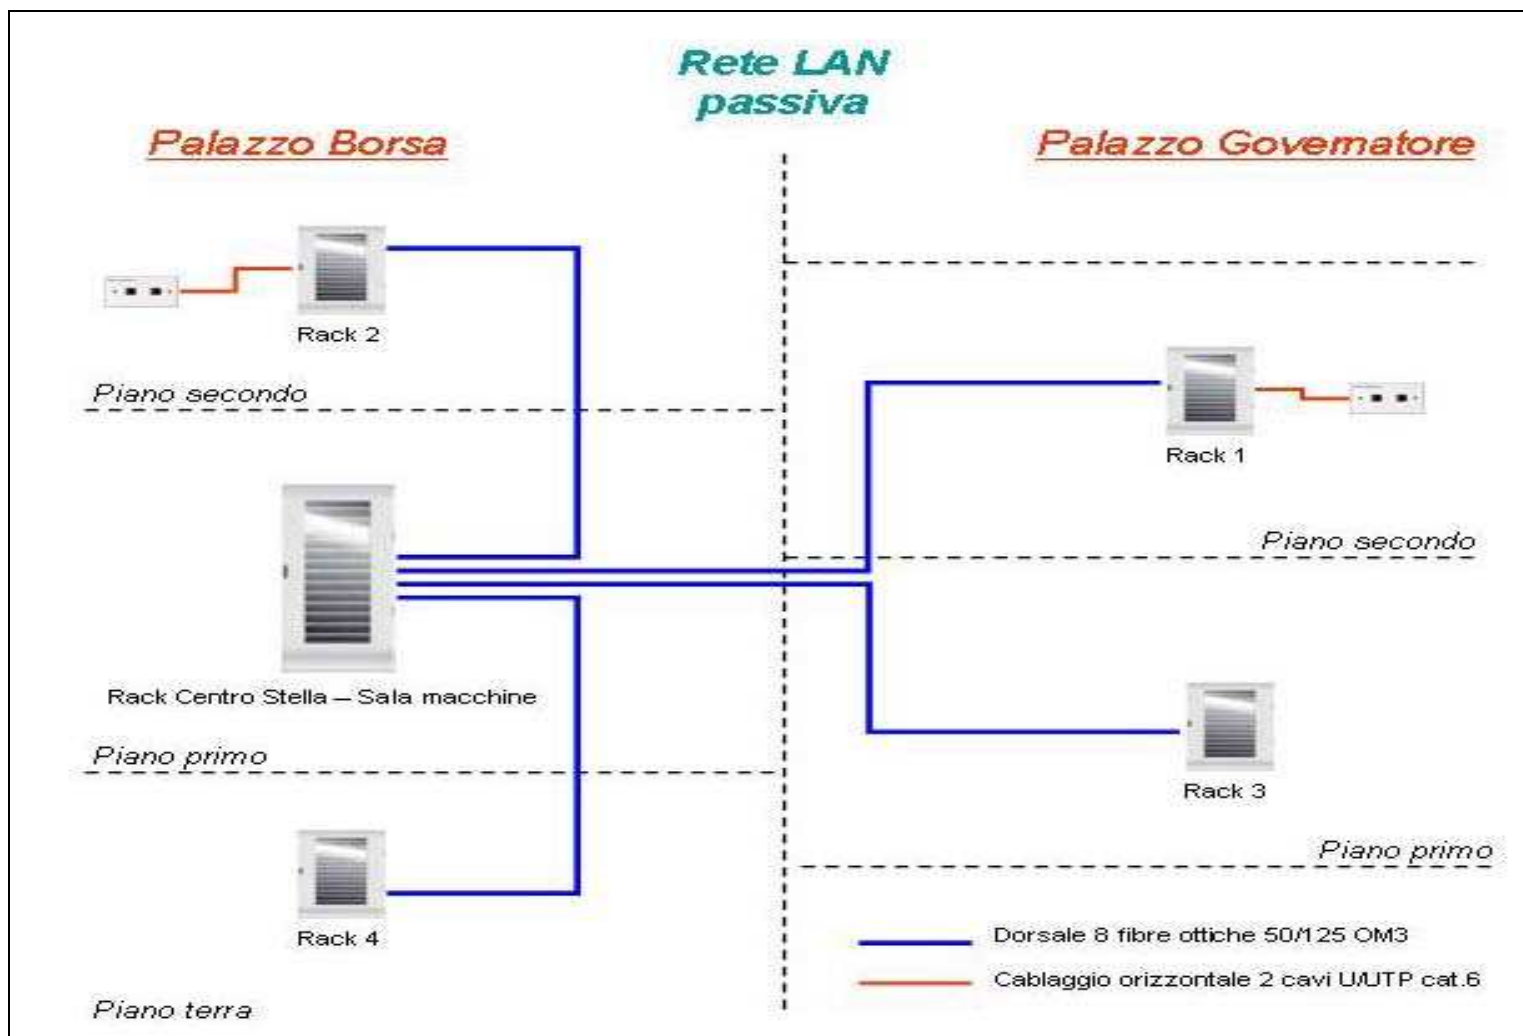 Rete LAN
passiva
Palazzo Borsa
Palazzo Governatore
Rack 2
Piano secondo
Rack 1
Piano secondo
Rack Centro Stella – Sala macchine
Piano primo
Rack 3
Piano primo
Rack 4
Dorsale 8 fibre ottiche 50/125 OM3
Cablaggio orizzontale 2 cavi U/UTP cat.6
Piano terra